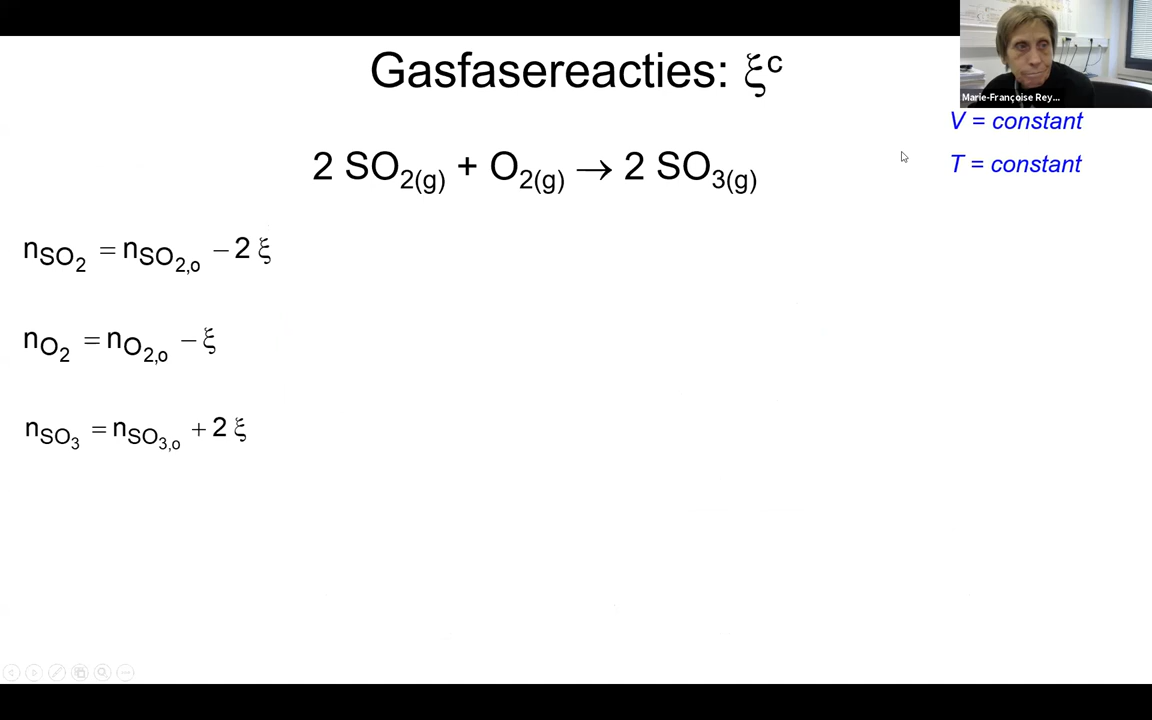 Gasfasereacties: ξᶜ
Marie-Françoise Rey...
V = constant
T = constant
2 SO₂(g) + O₂(g) → 2 SO₃(g)
nSO₂ = nSO₂,o − 2 ξ
nO₂ = nO₂,o − ξ
nSO₃ = nSO₃,o + 2 ξ